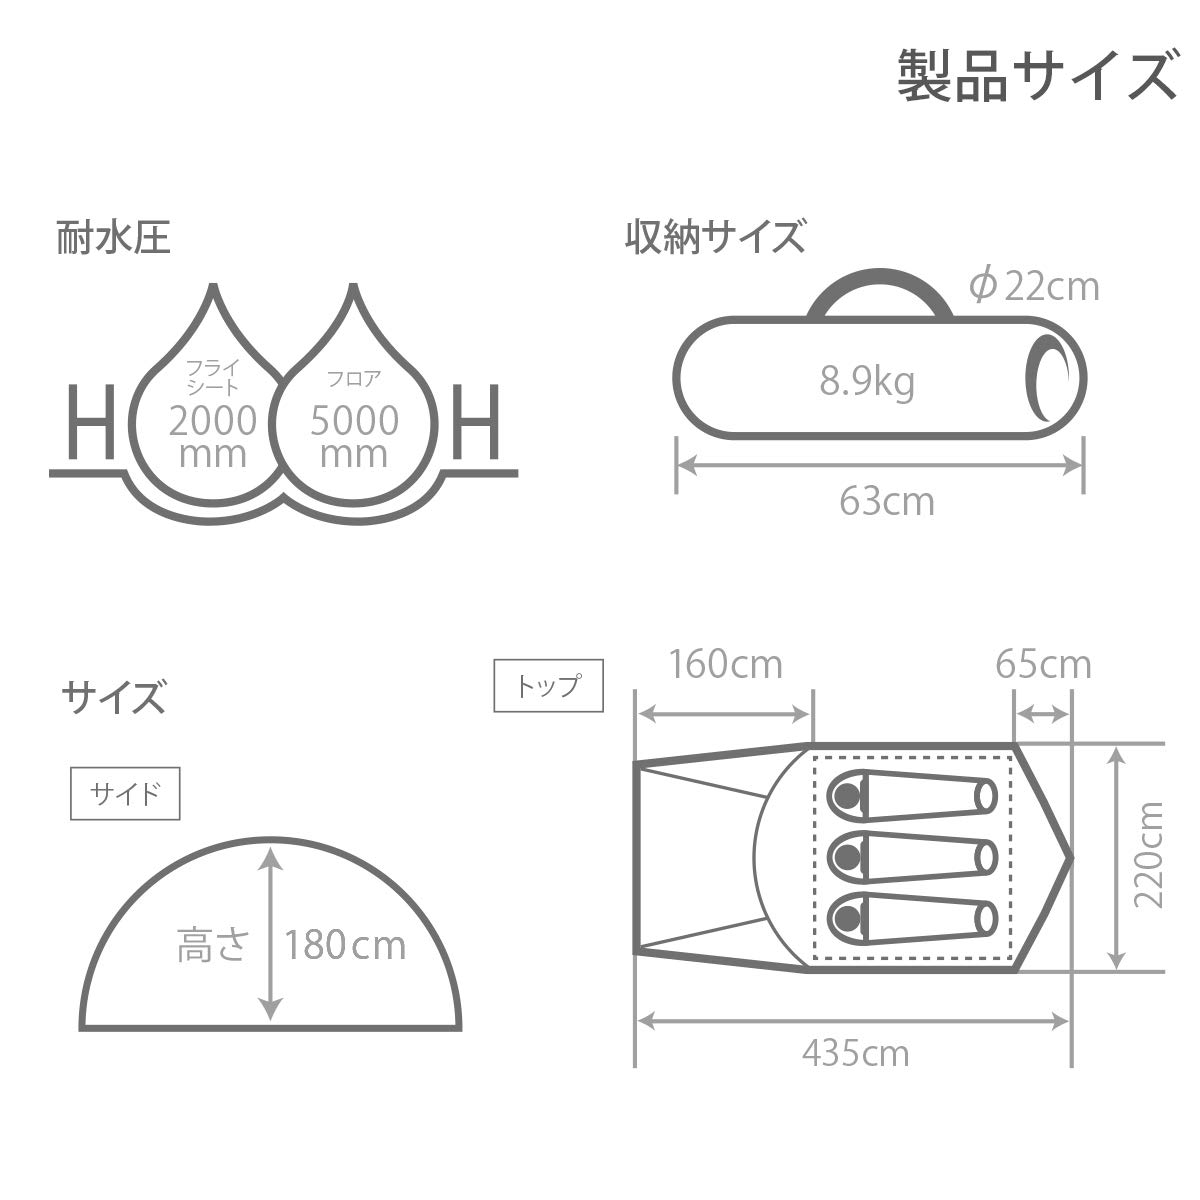 製品サイズ
耐水圧
フライ
シート
2000
mm
フロア
5000
mm
H
H
収納サイズ
φ22cm
8.9kg
63cm
サイズ
サイド
高さ 180cm
トップ
160cm
65cm
220cm
435cm